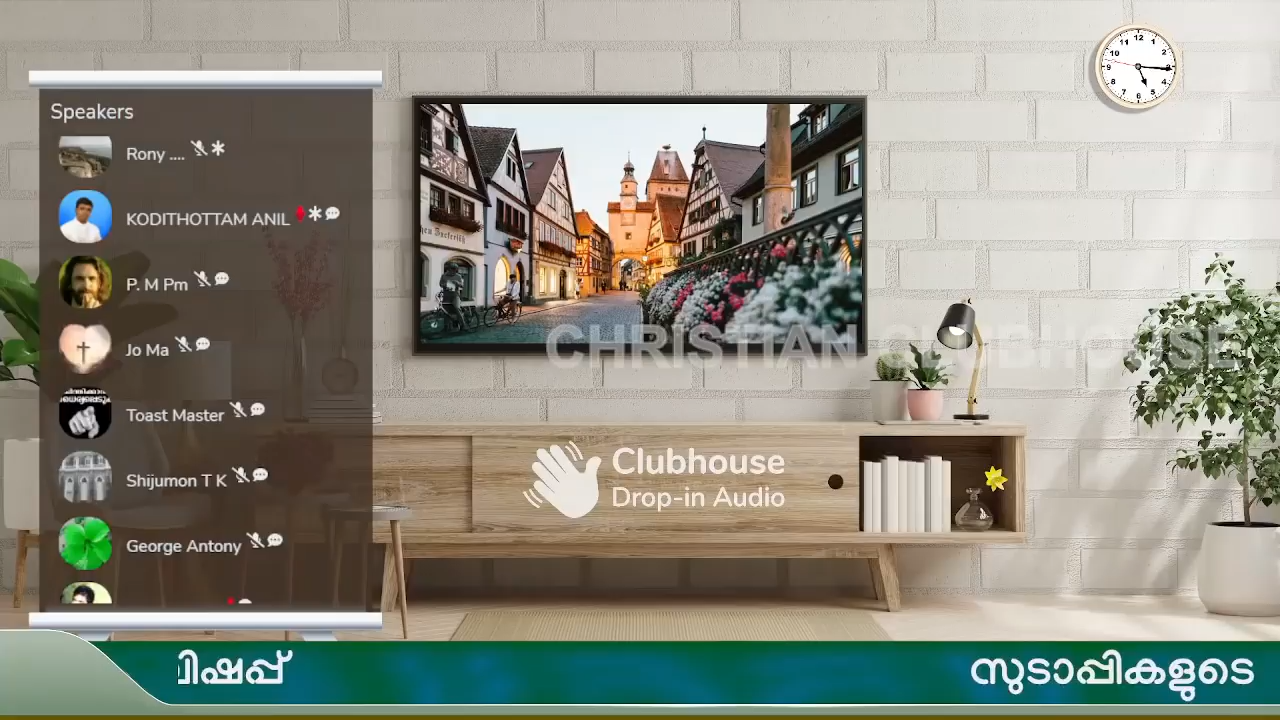 Speakers
Rony ....
KODITHOTTAM ANIL
P. M Pm
Jo Ma
Toast Master
Shijumon T K
George Antony
CHRISTIAN CLUBHOUSE
Clubhouse
Drop-in Audio
സുടാപ്പികളുടെ